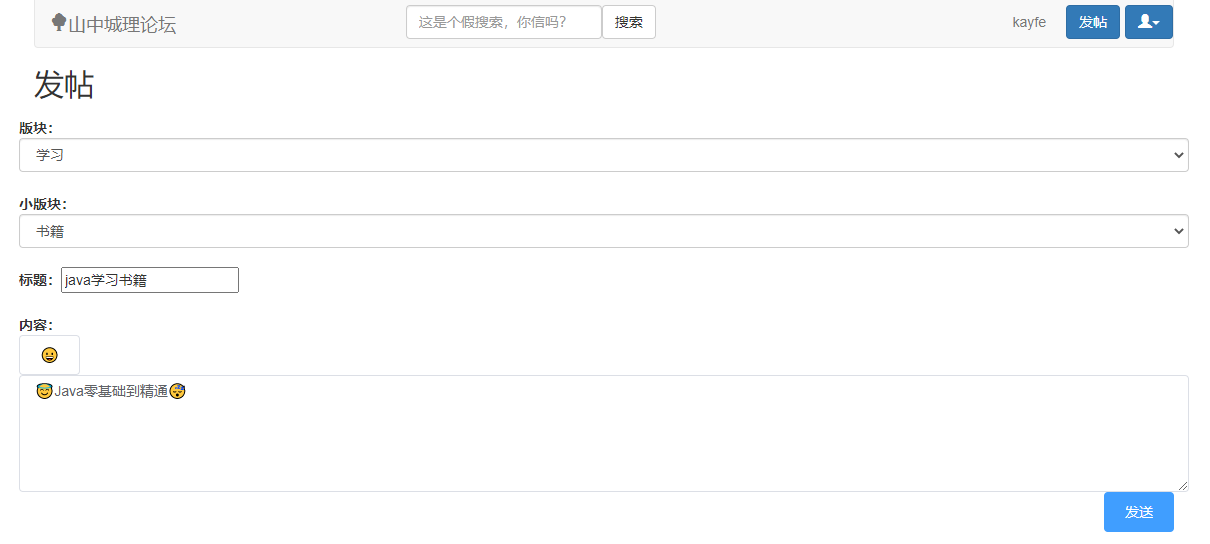 山中城理论坛 这是个假搜索，你信吗？ 搜索 kayfe 发帖
发帖
版块：
学习
小版块：
书籍
标题： java学习书籍
内容：
😀
😇Java零基础到精通😴
发送